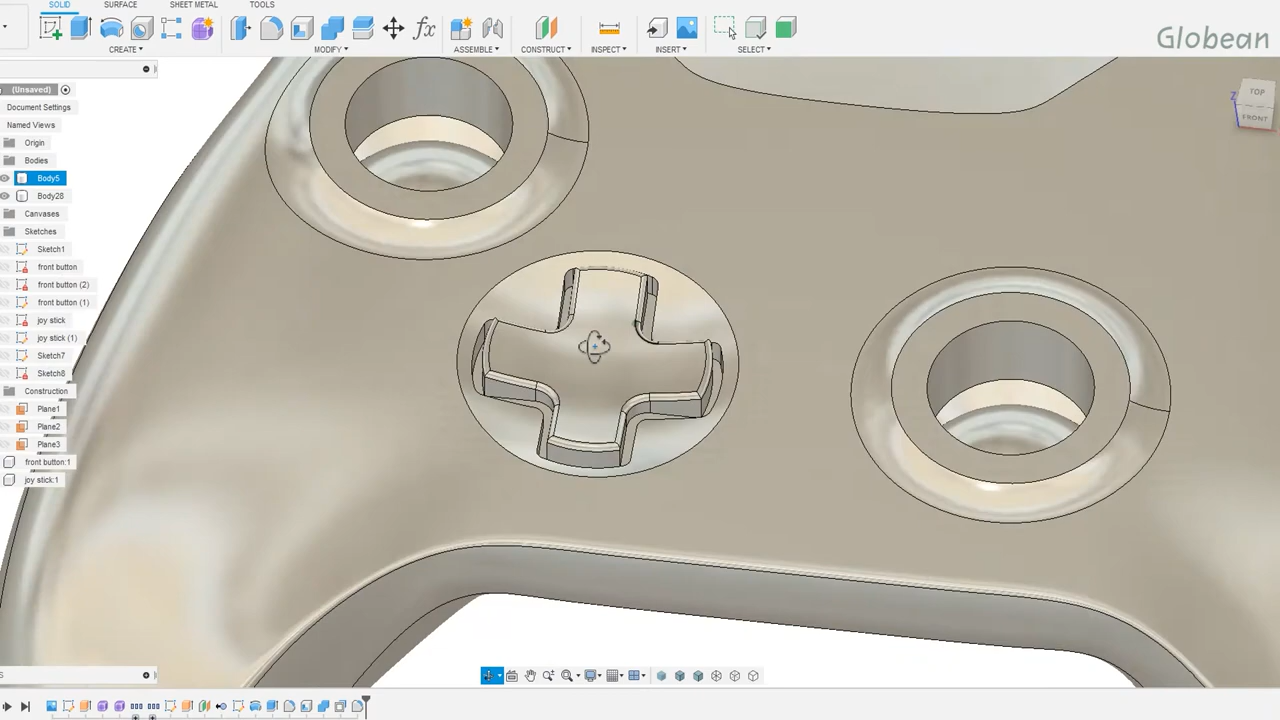 SOLID SURFACE SHEET METAL TOOLS
CREATE▾ MODIFY▾ ASSEMBLE▾ CONSTRUCT▾ INSPECT▾ INSERT▾ SELECT▾
Globean
(Unsaved)
Document Settings
Named Views
Origin
Bodies
Body5
Body28
Canvases
Sketches
Sketch1
front button
front button (2)
front button (1)
joy stick
joy stick (1)
Sketch7
Sketch8
Construction
Plane1
Plane2
Plane3
front button:1
joy stick:1
TOP
Z
FRONT
S